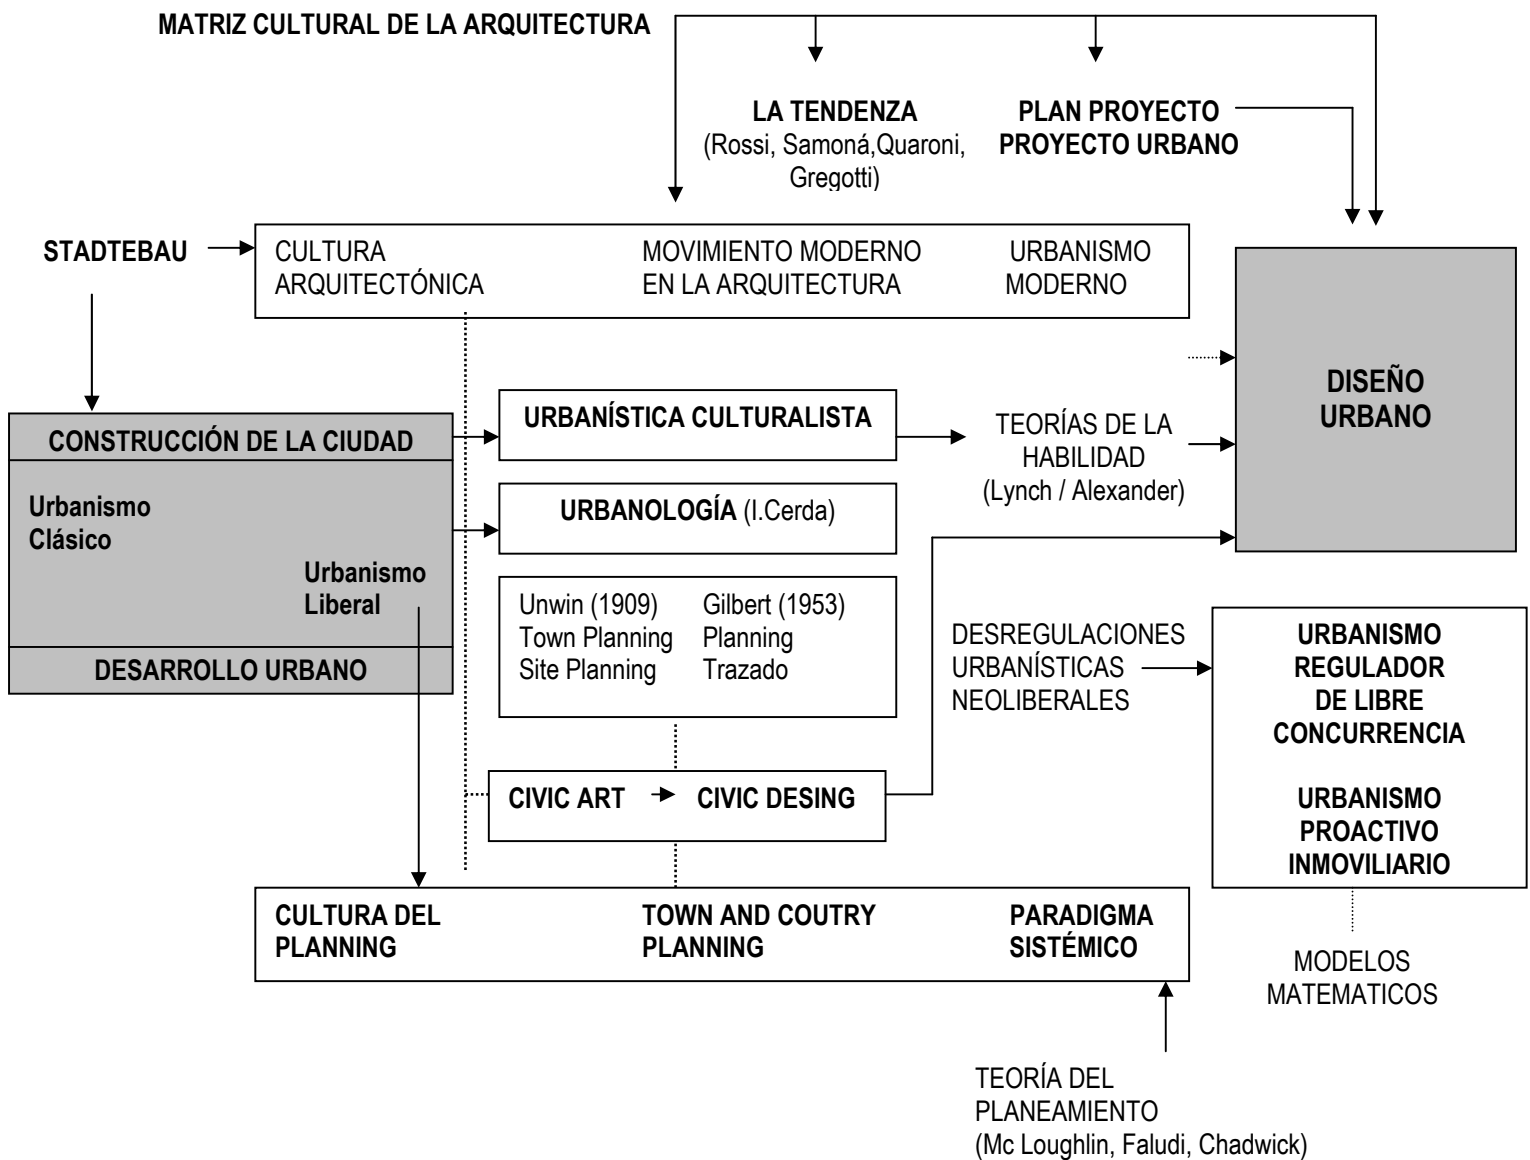 MATRIZ CULTURAL DE LA ARQUITECTURA
LA TENDENZA
(Rossi, Samoná,Quaroni,
Gregotti)
PLAN PROYECTO
PROYECTO URBANO
STADTEBAU
CULTURA
ARQUITECTÓNICA
MOVIMIENTO MODERNO
EN LA ARQUITECTURA
URBANISMO
MODERNO
DISEÑO
URBANO
CONSTRUCCIÓN DE LA CIUDAD
Urbanismo
Clásico
Urbanismo
Liberal
DESARROLLO URBANO
URBANÍSTICA CULTURALISTA
TEORÍAS DE LA
HABILIDAD
(Lynch / Alexander)
URBANOLOGÍA (I.Cerda)
Unwin (1909)
Town Planning
Site Planning
Gilbert (1953)
Planning
Trazado
DESREGULACIONES
URBANÍSTICAS
NEOLIBERALES
URBANISMO
REGULADOR
DE LIBRE
CONCURRENCIA
URBANISMO
PROACTIVO
INMOVILIARIO
CIVIC ART
CIVIC DESING
CULTURA DEL
PLANNING
TOWN AND COUTRY
PLANNING
PARADIGMA
SISTÉMICO
MODELOS
MATEMATICOS
TEORÍA DEL
PLANEAMIENTO
(Mc Loughlin, Faludi, Chadwick)